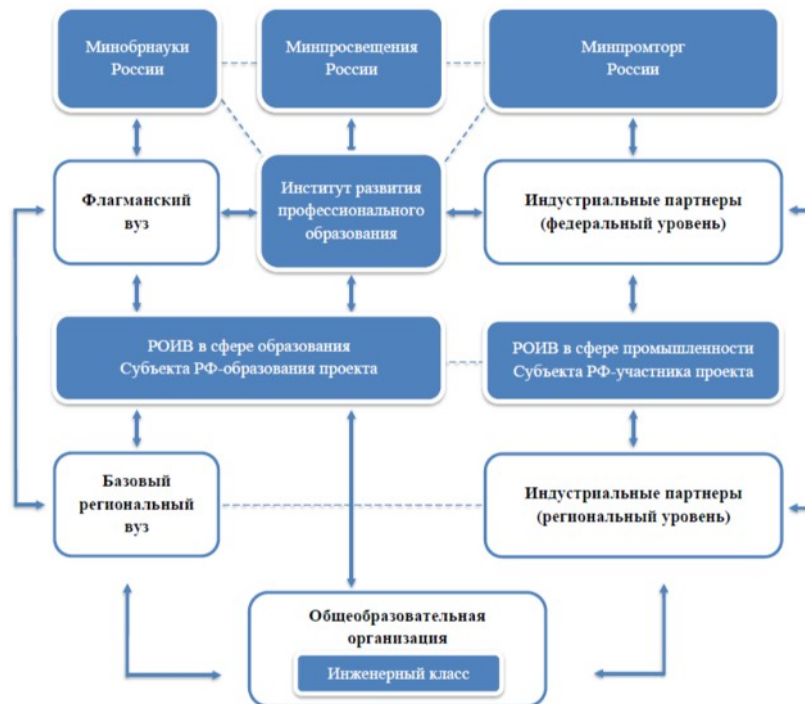 Минобрнауки
России
Минпросвещения
России
Минпромторг
России
Флагманский
вуз
Институт развития
профессионального
образования
Индустриальные партнеры
(федеральный уровень)
РОИВ в сфере образования
Субъекта РФ-образования проекта
РОИВ в сфере промышленности
Субъекта РФ-участника проекта
Базовый
региональный
вуз
Индустриальные партнеры
(региональный уровень)
Общеобразовательная
организация
Инженерный класс